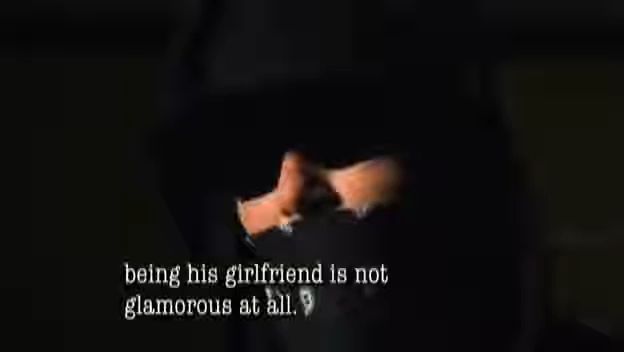 being his girlfriend is not
glamorous at all.